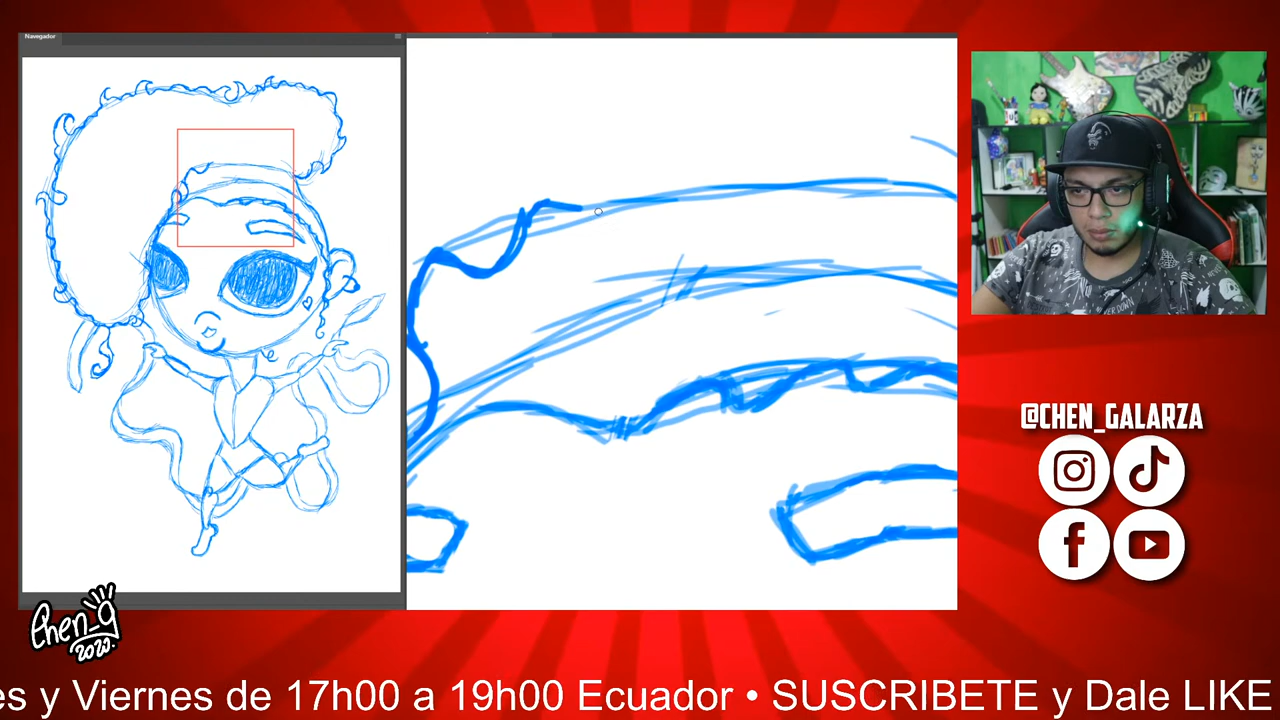 Navegador
@CHEN_GALARZA
Chen_g
2020.
es y Viernes de 17h00 a 19h00 Ecuador • SUSCRIBETE y Dale LIKE